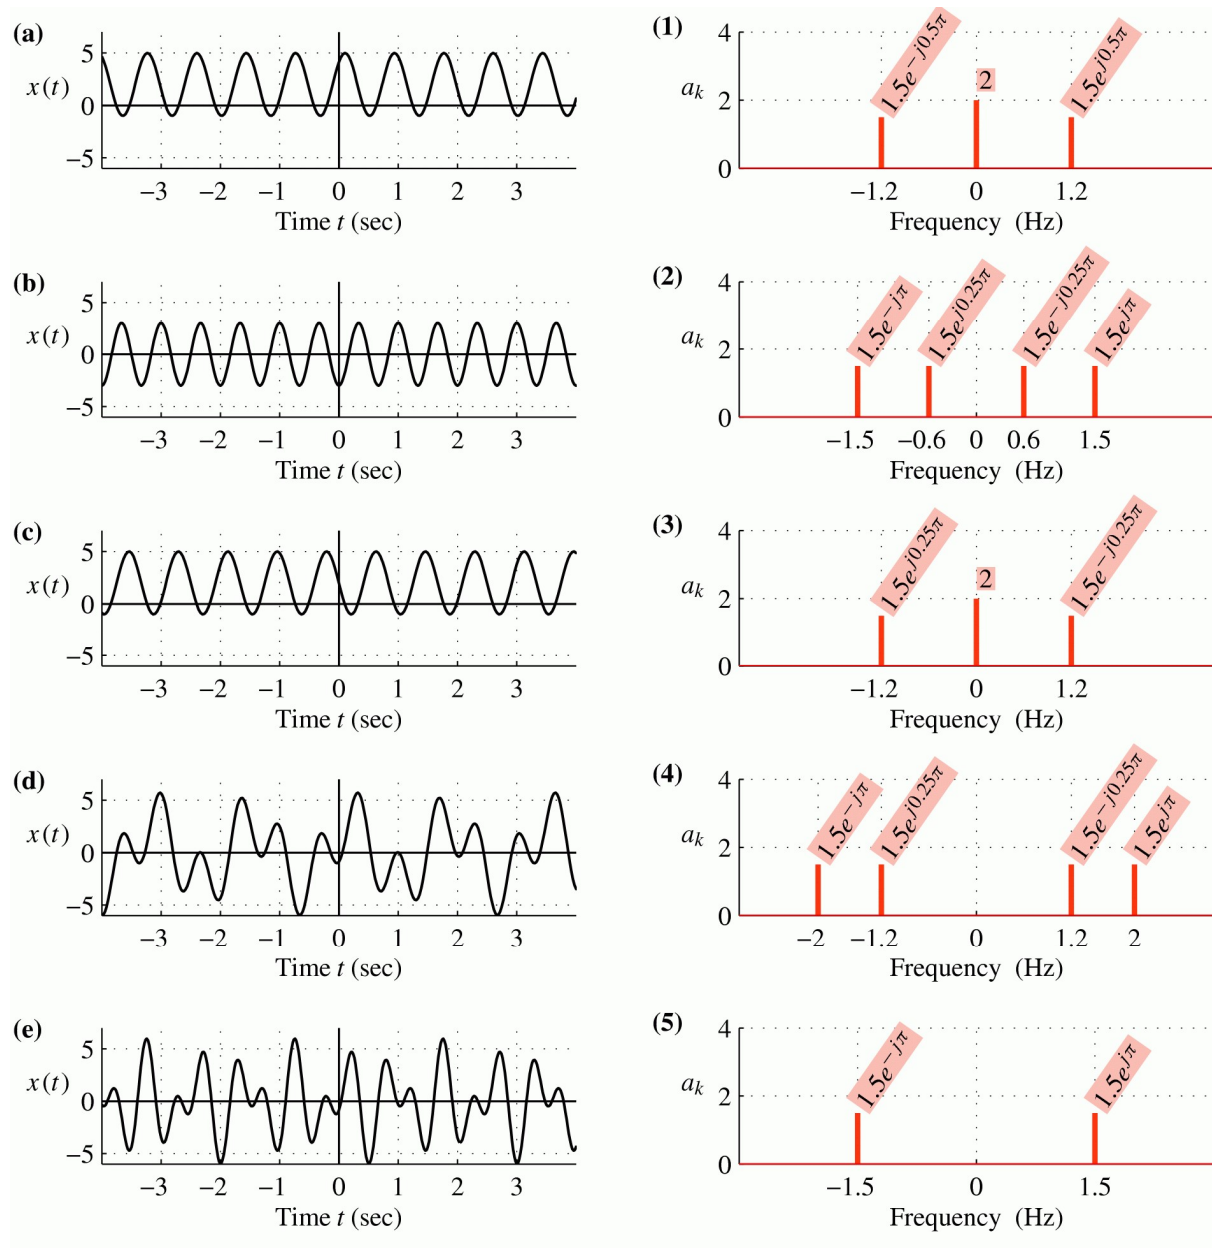 (a)
5
x(t)
0
−5
−3 −2 −1 0 1 2 3
Time t (sec)
(1)
4
a_k 2
0
1.5e^{−j0.5π}
2
1.5e^{j0.5π}
−1.2 0 1.2
Frequency (Hz)
(b)
5
x(t)
0
−5
−3 −2 −1 0 1 2 3
Time t (sec)
(2)
4
a_k 2
0
1.5e^{−jπ}
1.5e^{j0.25π}
1.5e^{−j0.25π}
1.5e^{jπ}
−1.5 −0.6 0 0.6 1.5
Frequency (Hz)
(c)
5
x(t)
0
−5
−3 −2 −1 0 1 2 3
Time t (sec)
(3)
4
a_k 2
0
1.5e^{j0.25π}
2
1.5e^{−j0.25π}
−1.2 0 1.2
Frequency (Hz)
(d)
5
x(t)
0
−5
−3 −2 −1 0 1 2 3
Time t (sec)
(4)
4
a_k 2
0
1.5e^{−jπ}
1.5e^{j0.25π}
1.5e^{−j0.25π}
1.5e^{jπ}
−2 −1.2 0 1.2 2
Frequency (Hz)
(e)
5
x(t)
0
−5
−3 −2 −1 0 1 2 3
Time t (sec)
(5)
4
a_k 2
0
1.5e^{−jπ}
1.5e^{jπ}
−1.5 0 1.5
Frequency (Hz)